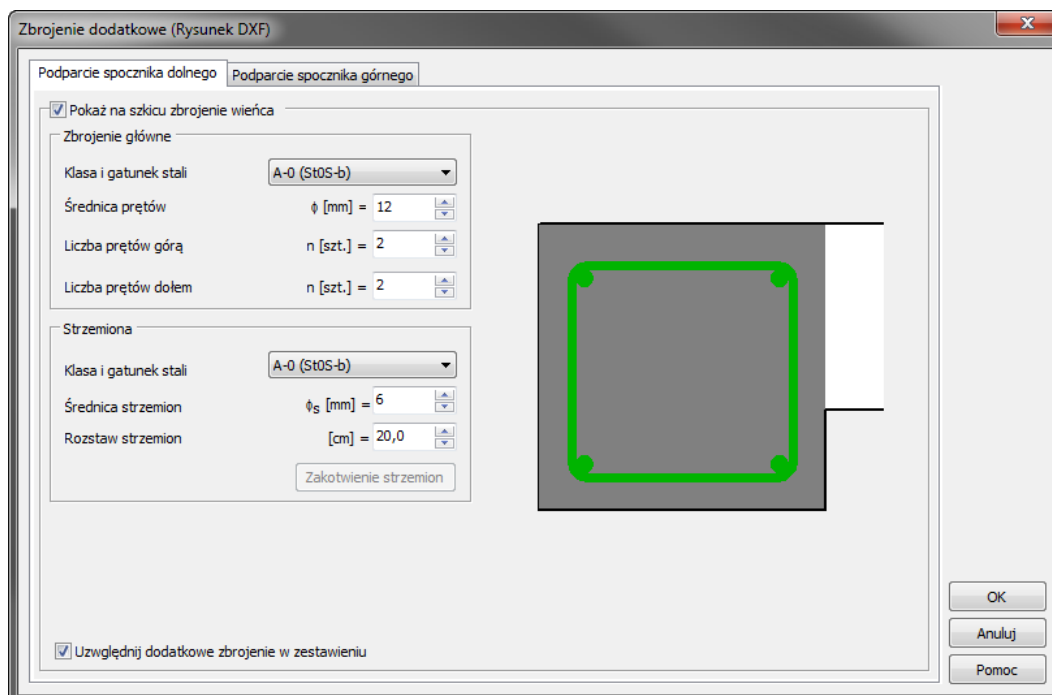 Zbrojenie dodatkowe (Rysunek DXF)
Podparcie spocznika dolnego
Podparcie spocznika górnego
Pokaż na szkicu zbrojenie wieńca
Zbrojenie główne
Klasa i gatunek stali A-0 (St0S-b)
Średnica prętów ϕ [mm] = 12
Liczba prętów górą n [szt.] = 2
Liczba prętów dołem n [szt.] = 2
Strzemiona
Klasa i gatunek stali A-0 (St0S-b)
Średnica strzemion ϕs [mm] = 6
Rozstaw strzemion [cm] = 20,0
Zakotwienie strzemion
Uzwględnij dodatkowe zbrojenie w zestawieniu
OK
Anuluj
Pomoc